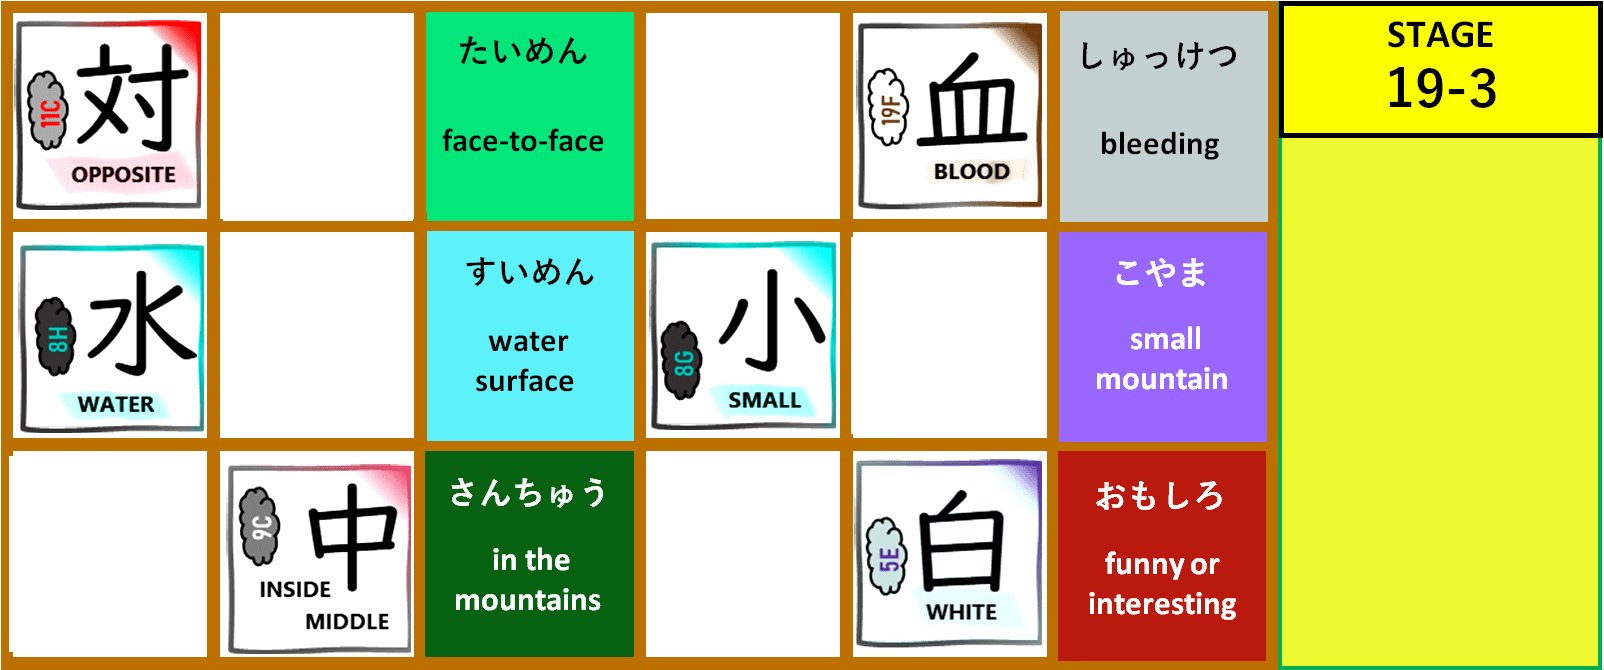 対
11C
OPPOSITE
たいめん
face-to-face
血
19F
BLOOD
しゅっけつ
bleeding
STAGE
19-3
水
8H
WATER
すいめん
water
surface
小
8G
SMALL
こやま
small
mountain
中
9C
INSIDE
MIDDLE
さんちゅう
in the
mountains
白
5E
WHITE
おもしろ
funny or
interesting